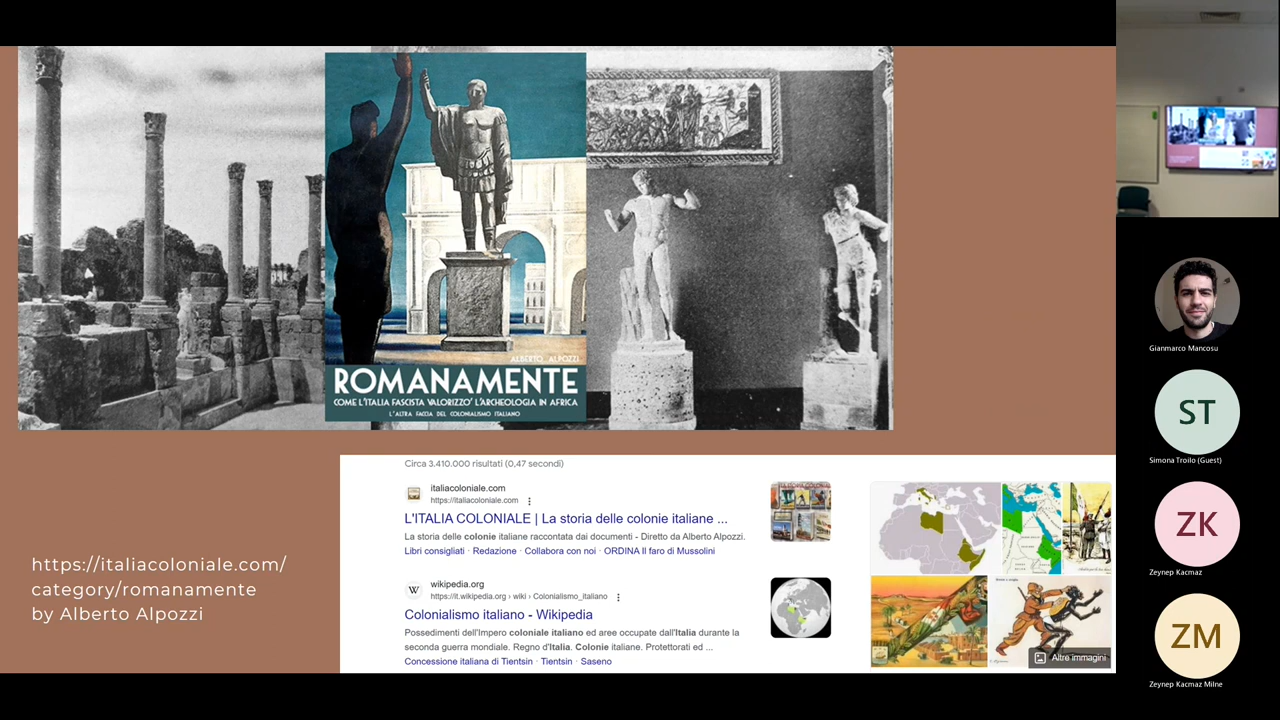 ALBERTO ALPOZZI
ROMANAMENTE
COME L'ITALIA FASCISTA VALORIZZO' L'ARCHEOLOGIA IN AFRICA
L'ALTRA FACCIA DEL COLONIALISMO ITALIANO
https://italiacoloniale.com/
category/romanamente
by Alberto Alpozzi
Circa 3.410.000 risultati (0,47 secondi)
italiacoloniale.com
https://italiacoloniale.com
L'ITALIA COLONIALE | La storia delle colonie italiane ...
La storia delle colonie italiane raccontata dai documenti - Diretto da Alberto Alpozzi.
Libri consigliati · Redazione · Collabora con noi · ORDINA Il faro di Mussolini
W
wikipedia.org
https://it.wikipedia.org › wiki › Colonialismo_italiano
Colonialismo italiano - Wikipedia
Possedimenti dell'Impero coloniale italiano ed aree occupate dall'Italia durante la
seconda guerra mondiale. Regno d'Italia. Colonie italiane. Protettorati ed ...
Concessione italiana di Tientsin · Tientsin · Saseno
Altre immagini
Gianmarco Mancosu
ST
Simona Troilo (Guest)
ZK
Zeynep Kacmaz
ZM
Zeynep Kacmaz Milne